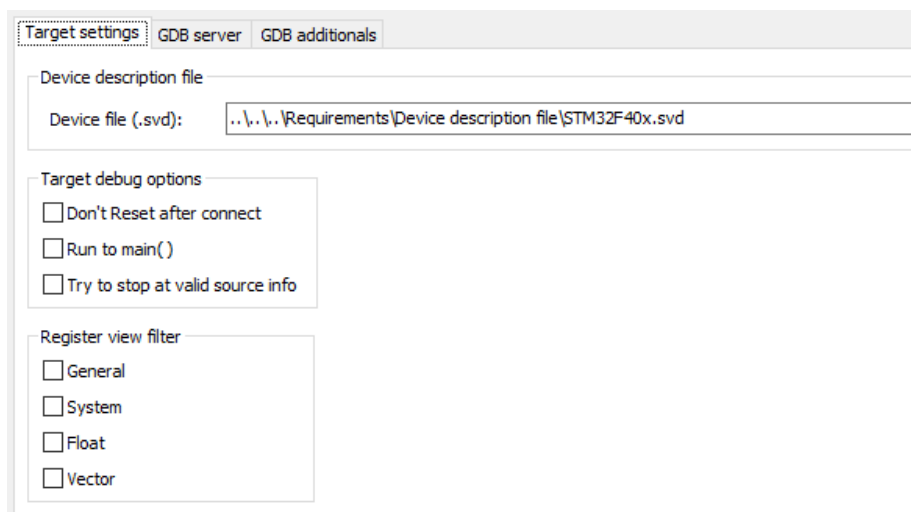 Target settings GDB server GDB additionals
Device description file
Device file (.svd): ..\..\..\Requirements\Device description file\STM32F40x.svd
Target debug options
Don't Reset after connect
Run to main()
Try to stop at valid source info
Register view filter
General
System
Float
Vector